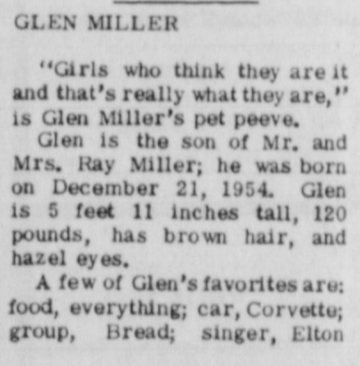 GLEN MILLER
"Girls who think they are it
and that's really what they are,"
is Glen Miller's pet peeve.
Glen is the son of Mr. and
Mrs. Ray Miller; he was born
on December 21, 1954. Glen
is 5 feet 11 inches tall, 120
pounds, has brown hair, and
hazel eyes.
A few of Glen's favorites are:
food, everything; car, Corvette;
group, Bread; singer, Elton